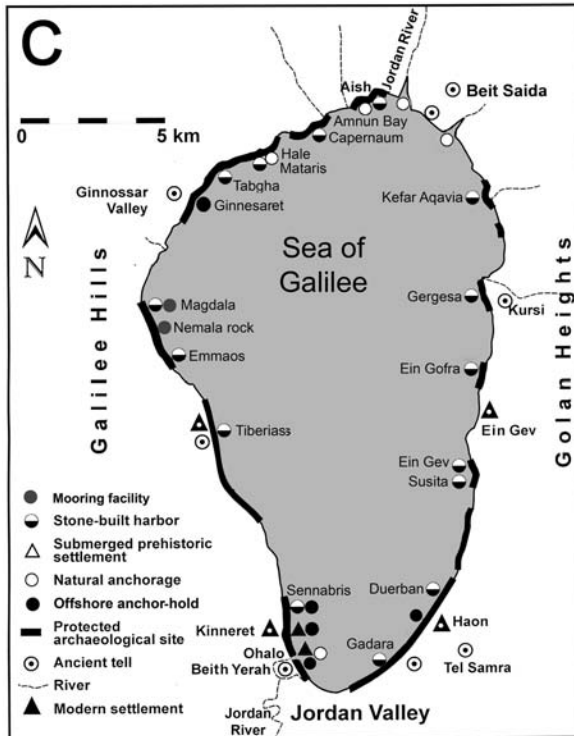 C
Jordan River
Aish
Beit Saida
0 5 km
Amnun Bay
Capernaum
Hale
Mataris
Tabgha
Ginnossar
Valley
Ginnesaret
Kefar Aqavia
N
Sea of
Galilee
Galilee Hills
Golan Heights
Gergesa
Kursi
Magdala
Nemala rock
Emmaos
Ein Gofra
Ein Gev
Tiberiass
Ein Gev
Susita
Mooring facility
Stone-built harbor
Submerged prehistoric
settlement
Natural anchorage
Offshore anchor-hold
Protected
archaeological site
Ancient tell
River
Modern settlement
Sennabris
Duerban
Kinneret
Haon
Ohalo
Beith Yerah
Gadara
Tel Samra
Jordan
River
Jordan Valley